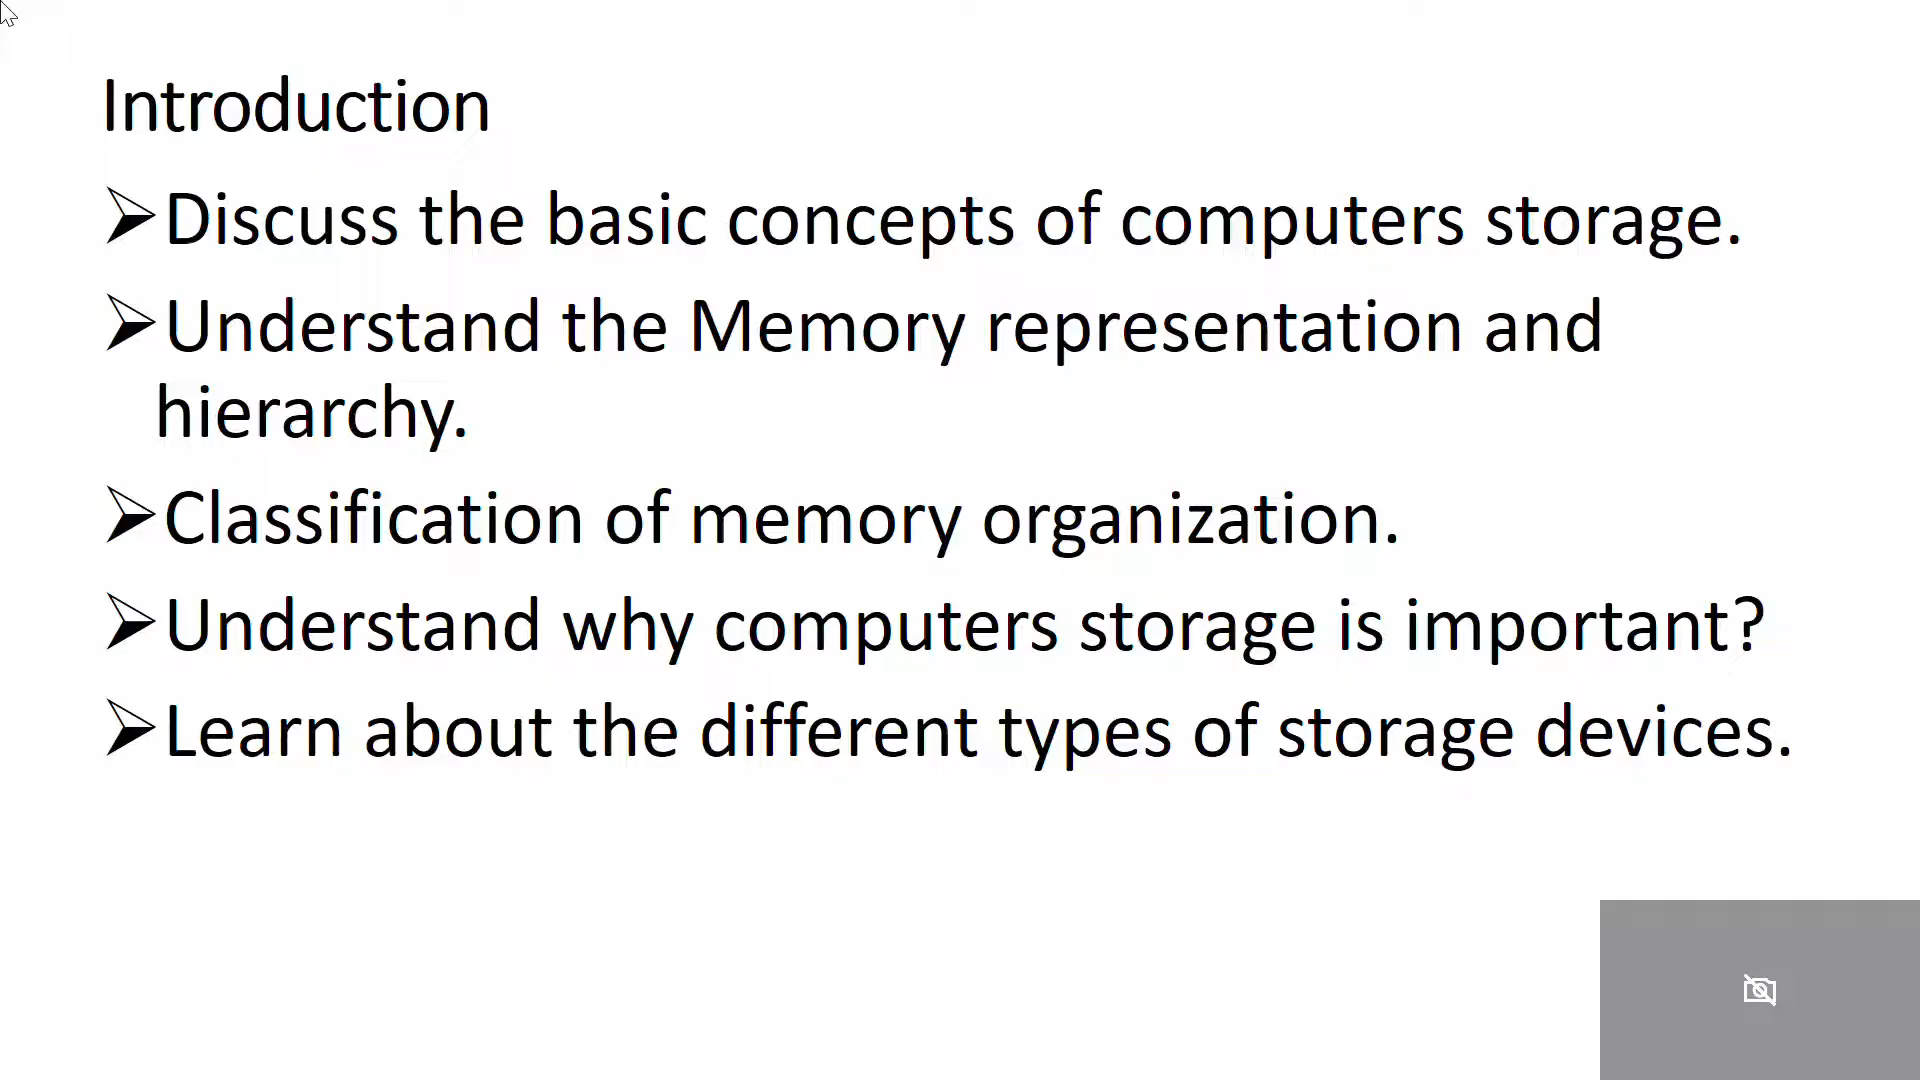 Introduction
➢Discuss the basic concepts of computers storage.
➢Understand the Memory representation and
hierarchy.
➢Classification of memory organization.
➢Understand why computers storage is important?
➢Learn about the different types of storage devices.